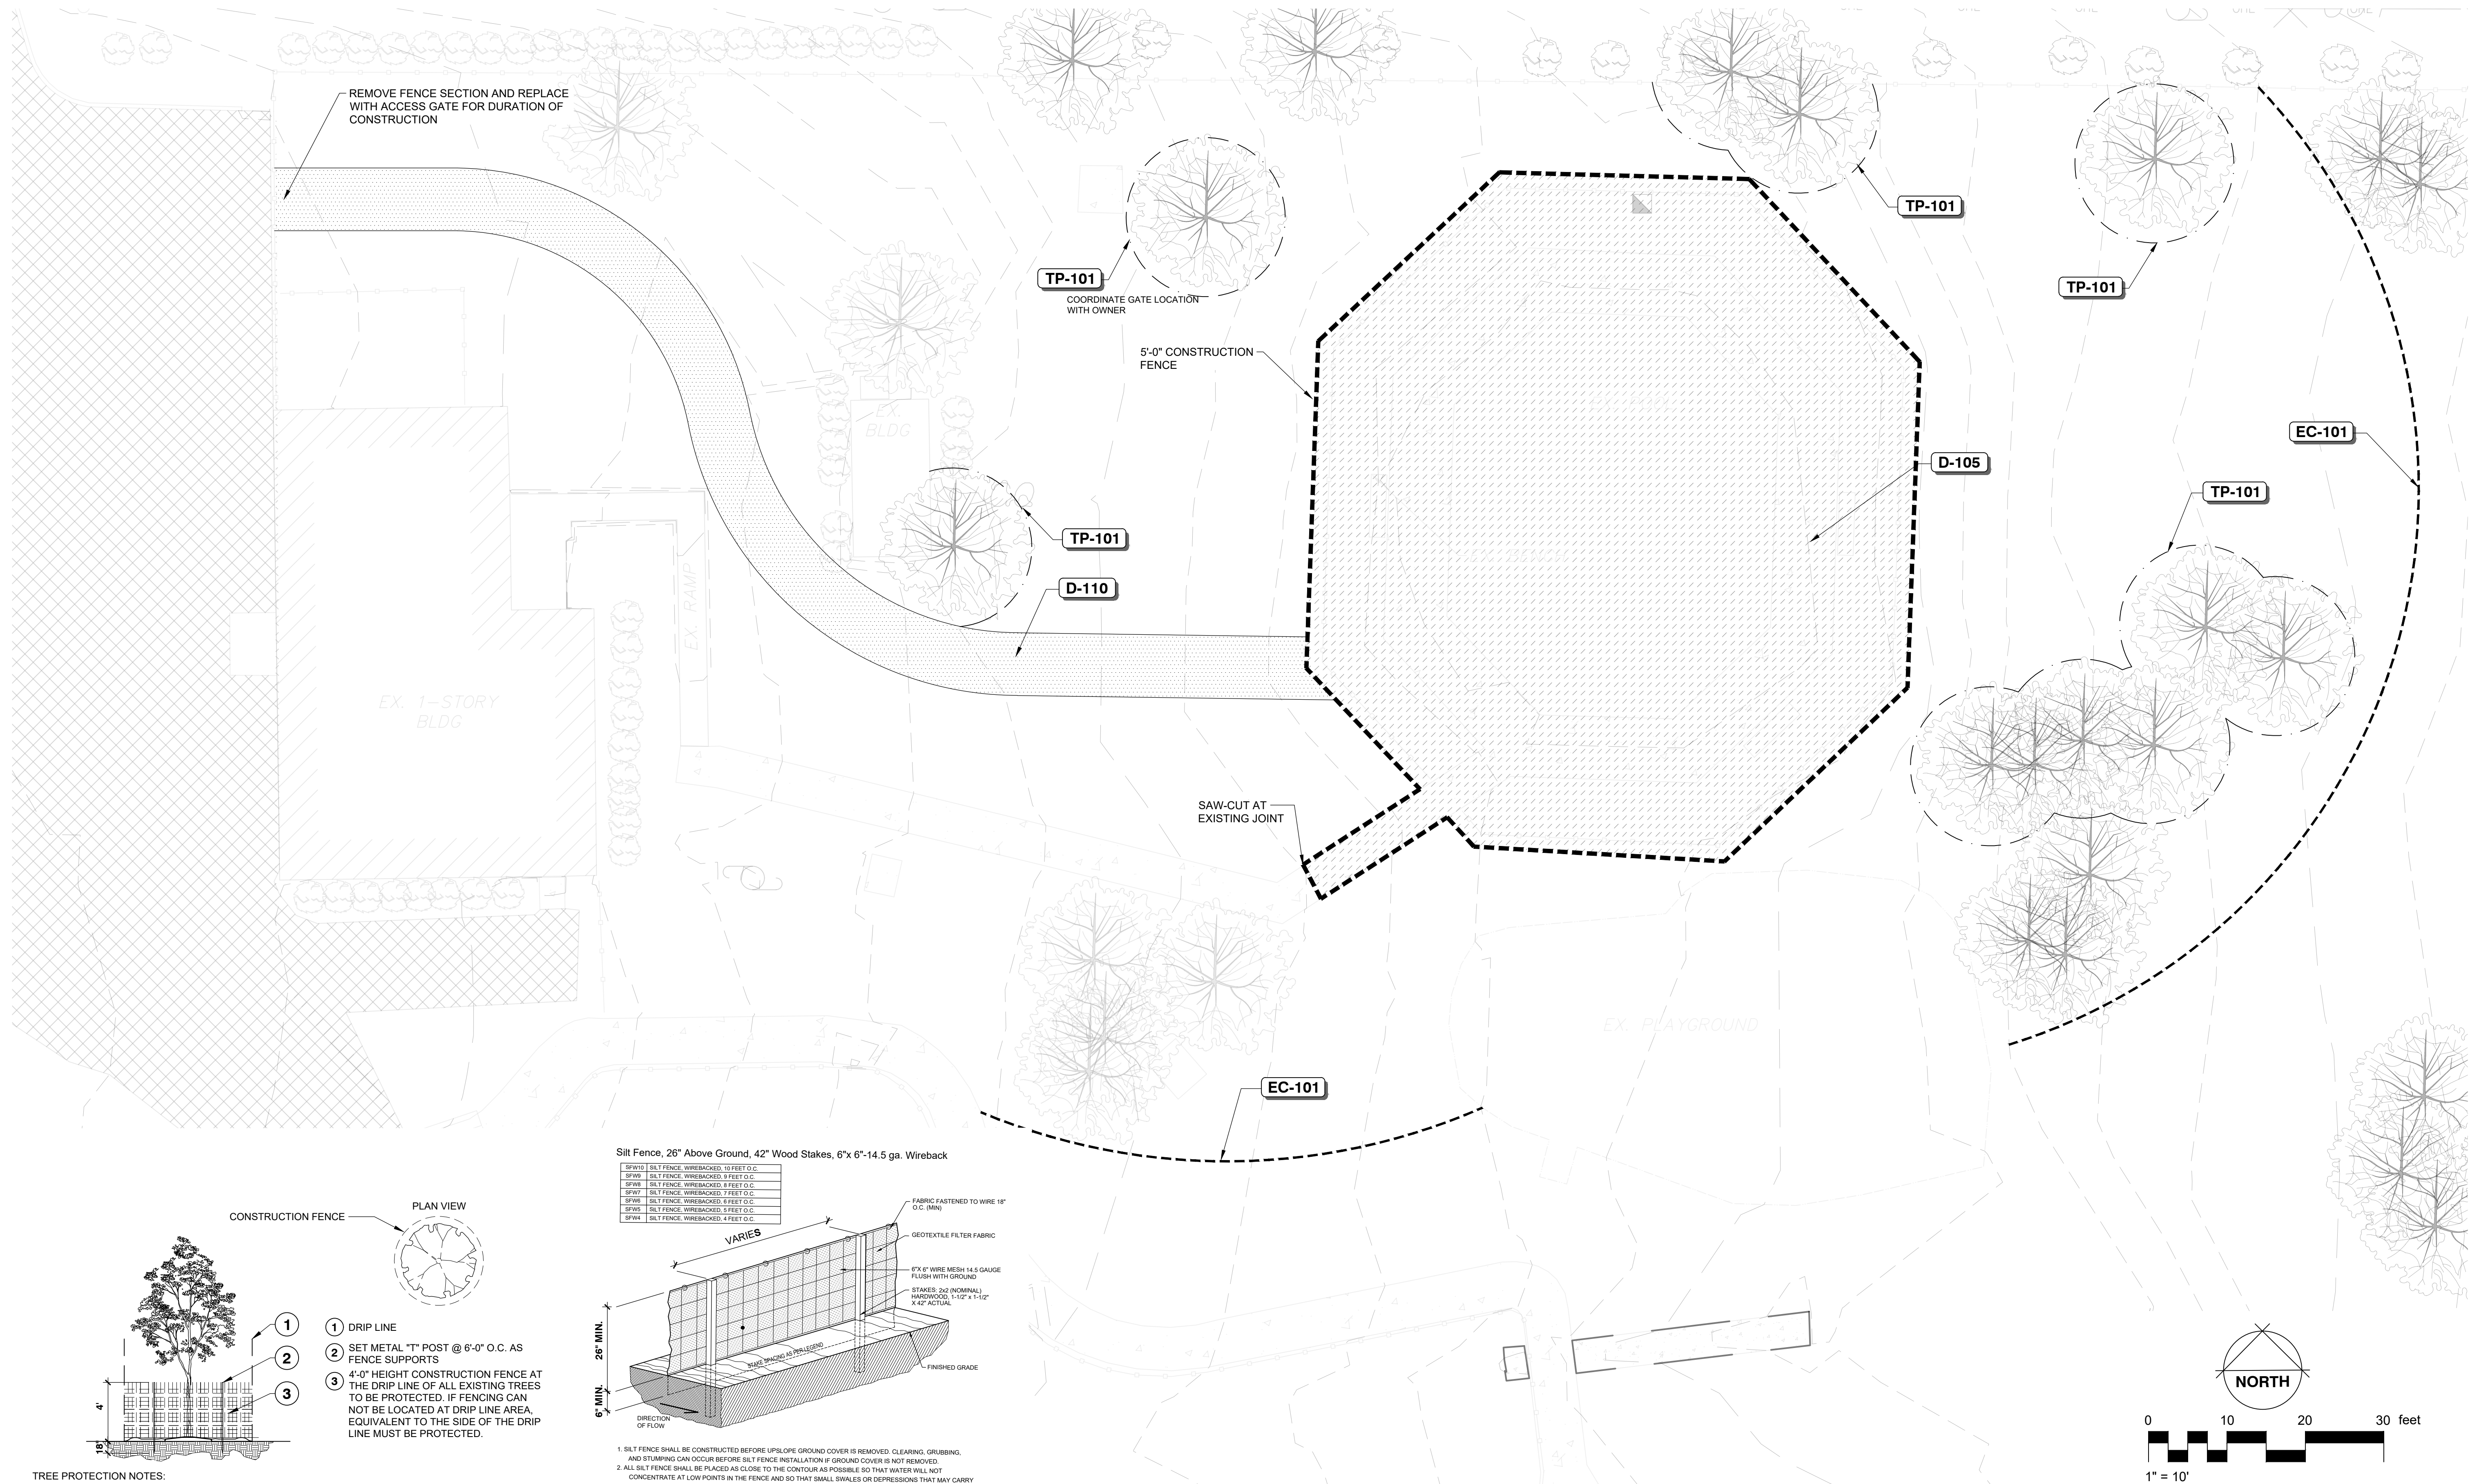 REMOVE FENCE SECTION AND REPLACE
WITH ACCESS GATE FOR DURATION OF
CONSTRUCTION
TP-101
TP-101
TP-101
COORDINATE GATE LOCATION
WITH OWNER
5'-0" CONSTRUCTION
FENCE
BLDG
EC-101
D-105
TP-101
TP-101
D-110
EX. RAMP
EX. 1-STORY
BLDG
SAW-CUT AT
EXISTING JOINT
EX. PLAYGROUND
EC-101
Silt Fence, 26" Above Ground, 42" Wood Stakes, 6"x 6"-14.5 ga. Wireback
SFW10 SILT FENCE, WIREBACKED, 10 FEET O.C.
SFW9 SILT FENCE, WIREBACKED, 9 FEET O.C.
SFW8 SILT FENCE, WIREBACKED, 8 FEET O.C.
SFW7 SILT FENCE, WIREBACKED, 7 FEET O.C.
SFW6 SILT FENCE, WIREBACKED, 6 FEET O.C.
SFW5 SILT FENCE, WIREBACKED, 5 FEET O.C.
SFW4 SILT FENCE, WIREBACKED, 4 FEET O.C.
VARIES
FABRIC FASTENED TO WIRE 18"
O.C. (MIN)
GEOTEXTILE FILTER FABRIC
6"X 6" WIRE MESH 14.5 GAUGE
FLUSH WITH GROUND
STAKES: 2x2 (NOMINAL)
HARDWOOD, 1-1/2" x 1-1/2"
X 42" ACTUAL
STAKE SPACING AS PER LEGEND
FINISHED GRADE
26" MIN.
6" MIN.
DIRECTION
OF FLOW
1. SILT FENCE SHALL BE CONSTRUCTED BEFORE UPSLOPE GROUND COVER IS REMOVED. CLEARING, GRUBBING,
AND STUMPING CAN OCCUR BEFORE SILT FENCE INSTALLATION IF GROUND COVER IS NOT REMOVED.
2. ALL SILT FENCE SHALL BE PLACED AS CLOSE TO THE CONTOUR AS POSSIBLE SO THAT WATER WILL NOT
CONCENTRATE AT LOW POINTS IN THE FENCE AND SO THAT SMALL SWALES OR DEPRESSIONS THAT MAY CARRY
PLAN VIEW
CONSTRUCTION FENCE
1
2
3
4'
18"
1 DRIP LINE
2 SET METAL "T" POST @ 6'-0" O.C. AS
FENCE SUPPORTS
3 4'-0" HEIGHT CONSTRUCTION FENCE AT
THE DRIP LINE OF ALL EXISTING TREES
TO BE PROTECTED. IF FENCING CAN
NOT BE LOCATED AT DRIP LINE AREA,
EQUIVALENT TO THE SIDE OF THE DRIP
LINE MUST BE PROTECTED.
TREE PROTECTION NOTES:
NORTH
0 10 20 30 feet
1" = 10'